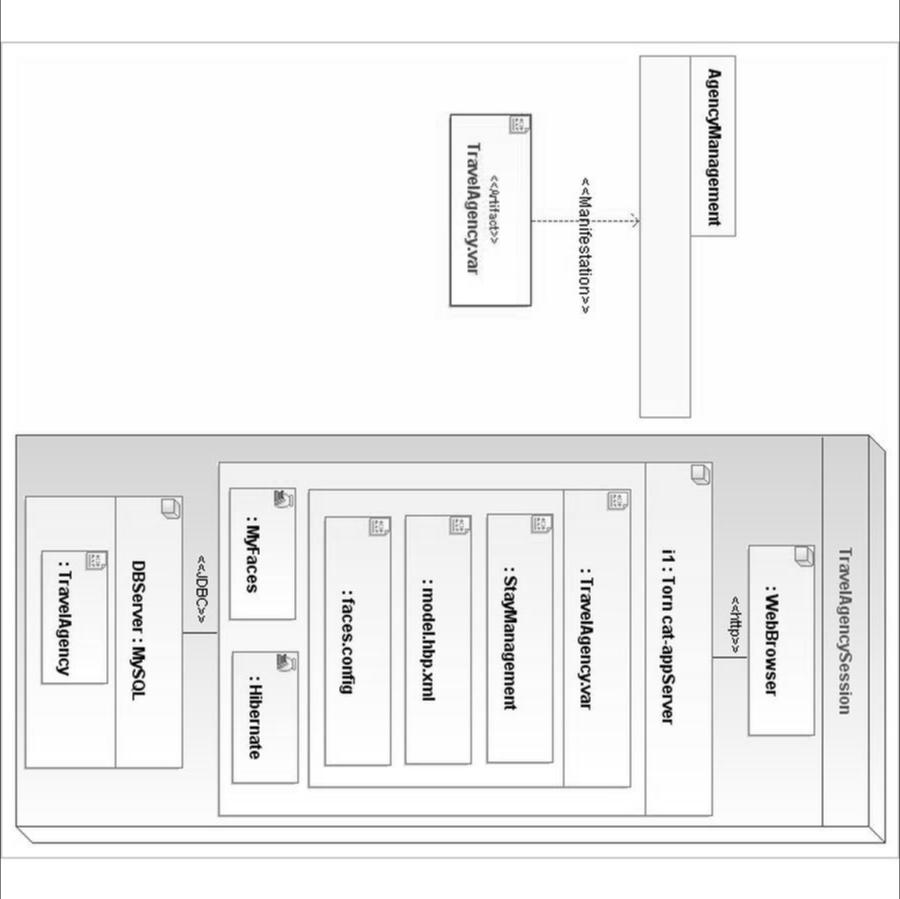 AgencyManagement
<<Manifestation>>
<<Artifact>>
TravelAgency.var
TravelAgencySession
: WebBrowser
<<http>>
i1 : Torn cat-appServer
: TravelAgency.var
: StayManagement
: model.hbp.xml
: faces.config
: MyFaces
: Hibernate
<<JDBC>>
DBServer : MySQL
: TravelAgency